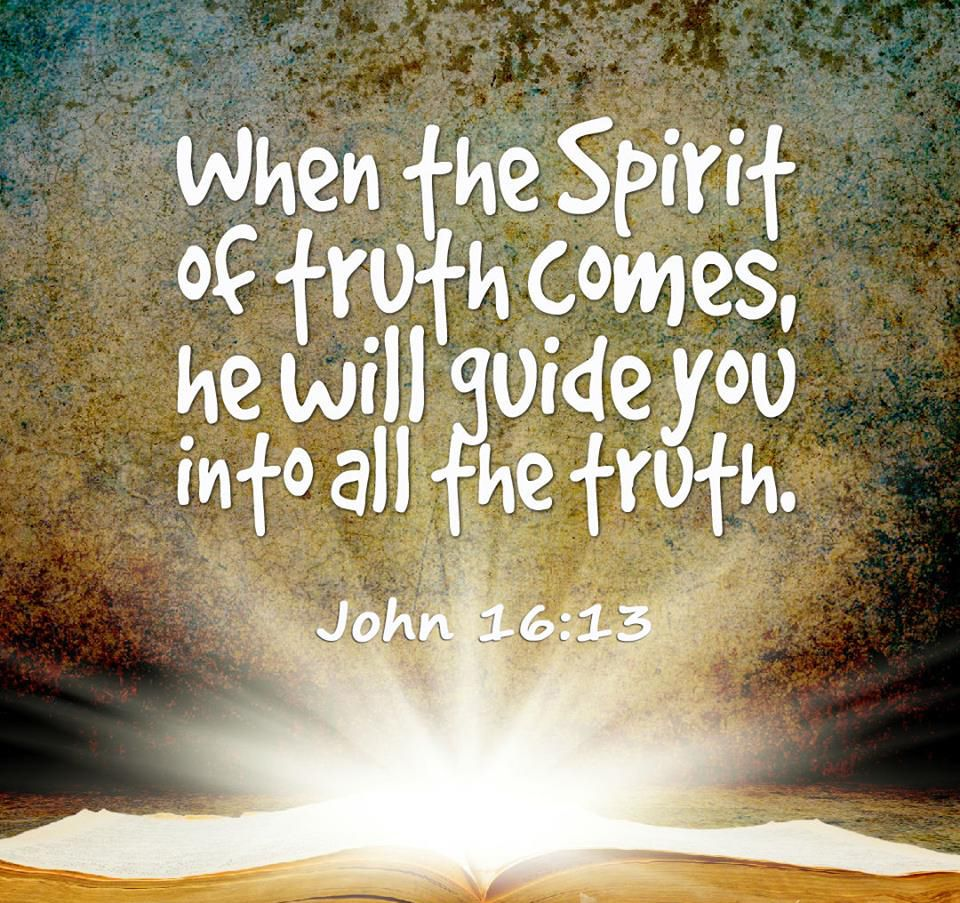 When the Spirit
of truth comes,
he will guide you
into all the truth.
John 16:13